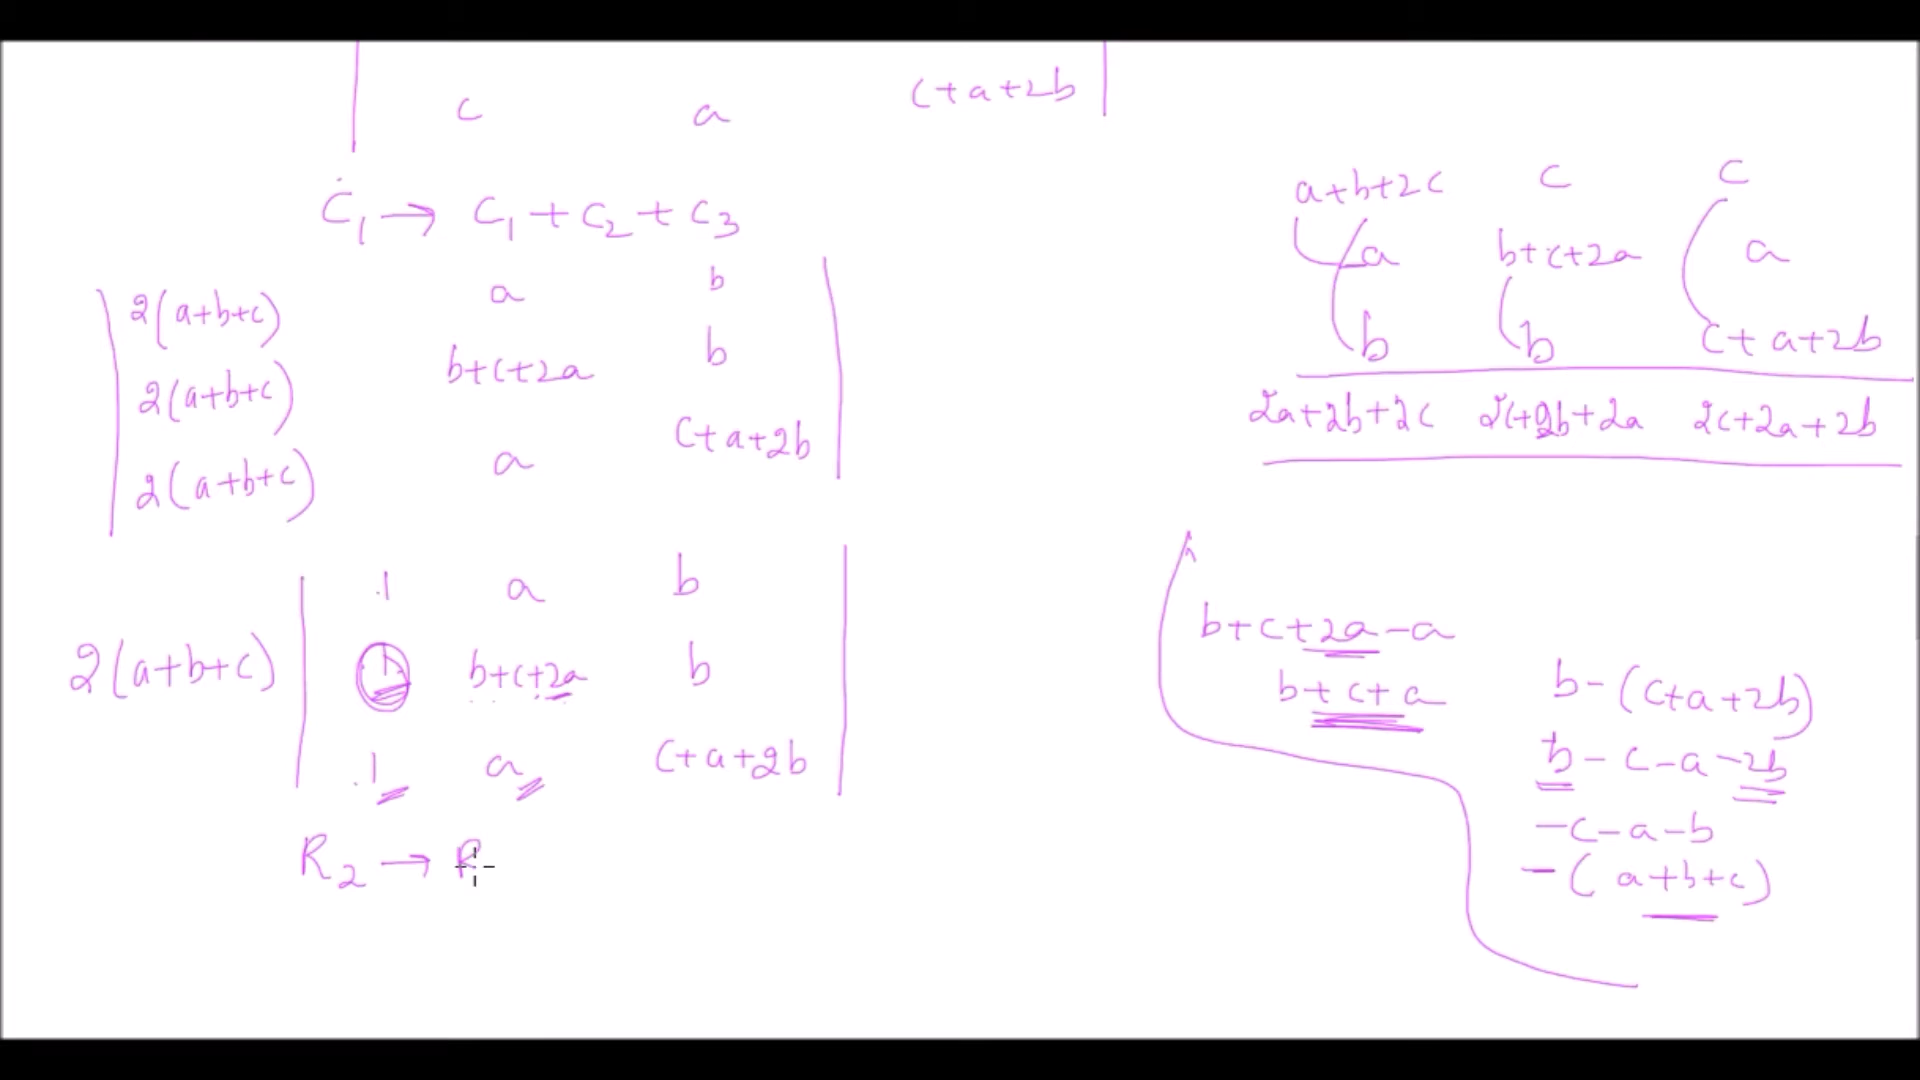 c a c+a+2b
C₁ → C₁ + C₂ + C₃
2(a+b+c) a b
2(a+b+c) b+c+2a b
2(a+b+c) a c+a+2b
1 a b
2(a+b+c) 1 b+c+2a b
1 a c+a+2b
R₂ → R
a+b+2c c c
a b+c+2a a
b b c+a+2b
2a+2b+2c 2c+2b+2a 2c+2a+2b
b+c+2a-a
b+c+a
b-(c+a+2b)
b-c-a-2b
-c-a-b
-(a+b+c)